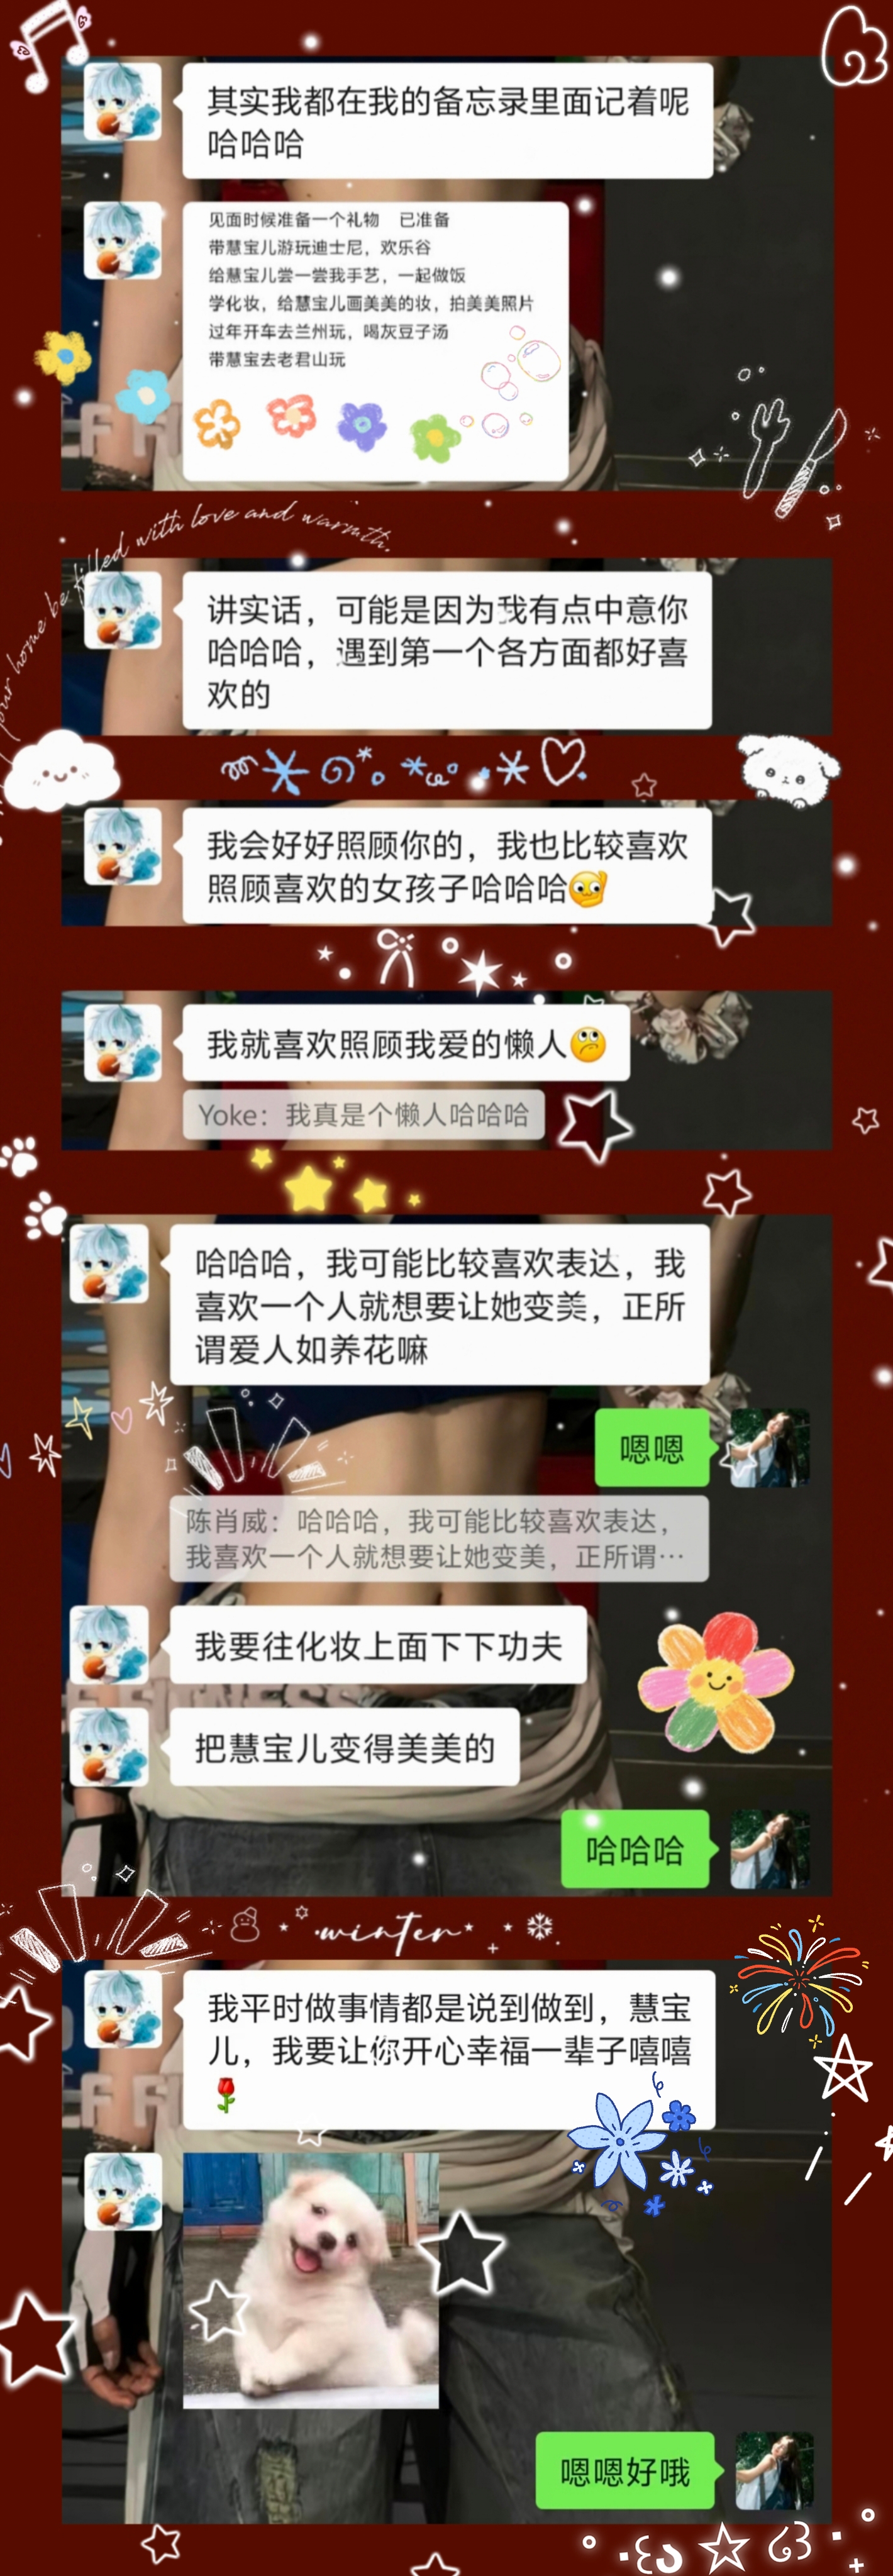 其实我都在我的备忘录里面记着呢
哈哈哈
见面时候准备一个礼物 已准备
带慧宝儿游玩迪士尼，欢乐谷
给慧宝儿尝一尝我手艺，一起做饭
学化妆，给慧宝儿画美美的妆，拍美美照片
过年开车去兰州玩，喝灰豆子汤
带慧宝去老君山玩
your home be filled with love and warmth.
讲实话，可能是因为我有点中意你
哈哈哈，遇到第一个各方面都好喜
欢的
我会好好照顾你的，我也比较喜欢
照顾喜欢的女孩子哈哈哈
我就喜欢照顾我爱的懒人
Yoke：我真是个懒人哈哈哈
哈哈哈，我可能比较喜欢表达，我
喜欢一个人就想要让她变美，正所
谓爱人如养花嘛
嗯嗯
陈肖威：哈哈哈，我可能比较喜欢表达，
我喜欢一个人就想要让她变美，正所谓…
我要往化妆上面下下功夫
把慧宝儿变得美美的
哈哈哈
winter
我平时做事情都是说到做到，慧宝
儿，我要让你开心幸福一辈子嘻嘻
嗯嗯好哦